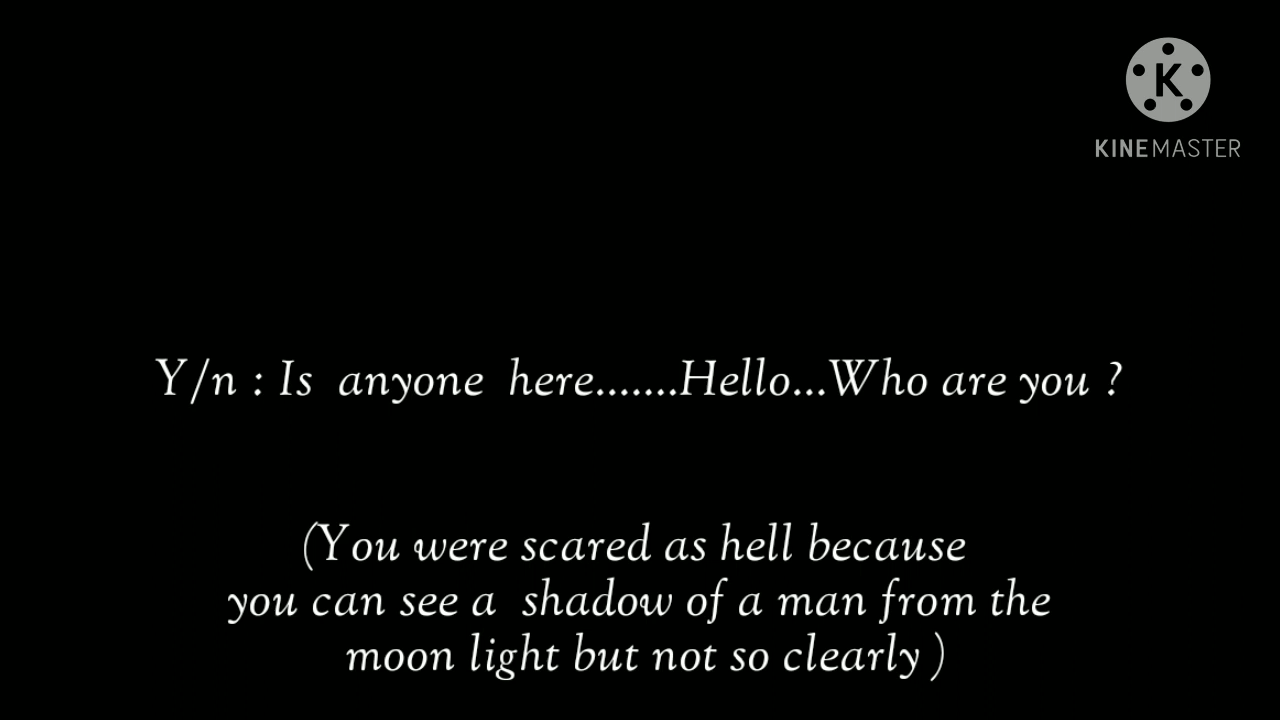 K
KINEMASTER
Y/n : Is anyone here.......Hello...Who are you ?
(You were scared as hell because
you can see a shadow of a man from the
moon light but not so clearly )